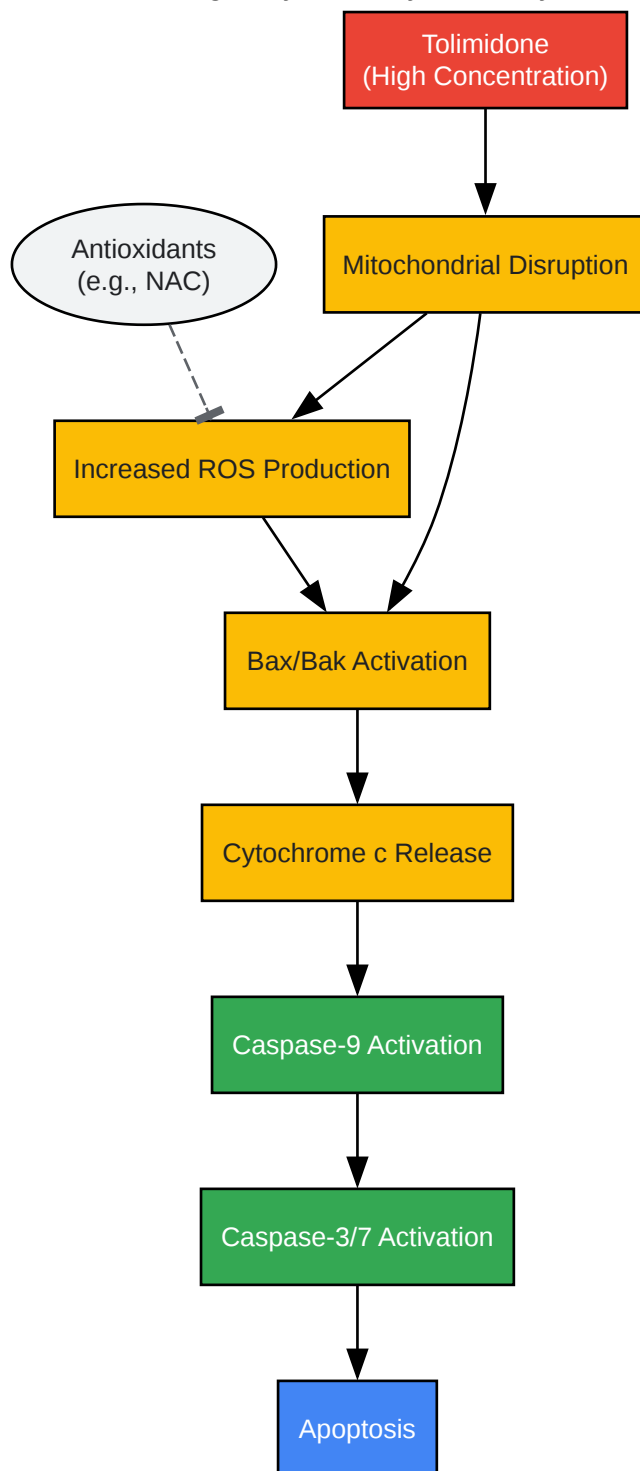 Tolimidone
(High Concentration)
Antioxidants
(e.g., NAC)
Mitochondrial Disruption
Increased ROS Production
Bax/Bak Activation
Cytochrome c Release
Caspase-9 Activation
Caspase-3/7 Activation
Apoptosis